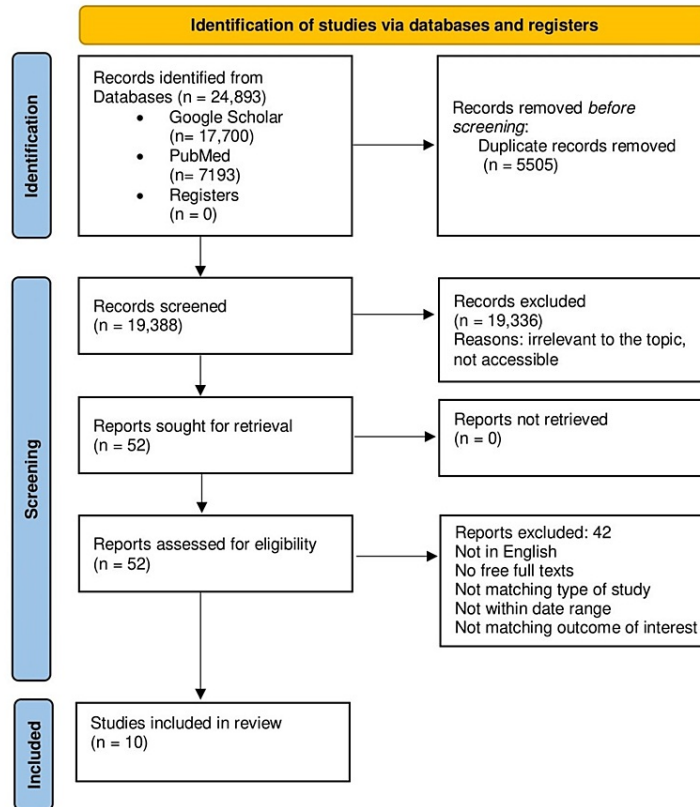 Identification of studies via databases and registers
Identification
Records identified from
Databases (n = 24,893)
• Google Scholar
(n= 17,700)
• PubMed
(n= 7193)
• Registers
(n = 0)
Records removed before
screening:
Duplicate records removed
(n = 5505)
Screening
Records screened
(n = 19,388)
Records excluded
(n = 19,336)
Reasons: irrelevant to the topic,
not accessible
Reports sought for retrieval
(n = 52)
Reports not retrieved
(n = 0)
Reports assessed for eligibility
(n = 52)
Reports excluded: 42
Not in English
No free full texts
Not matching type of study
Not within date range
Not matching outcome of interest
Included
Studies included in review
(n = 10)